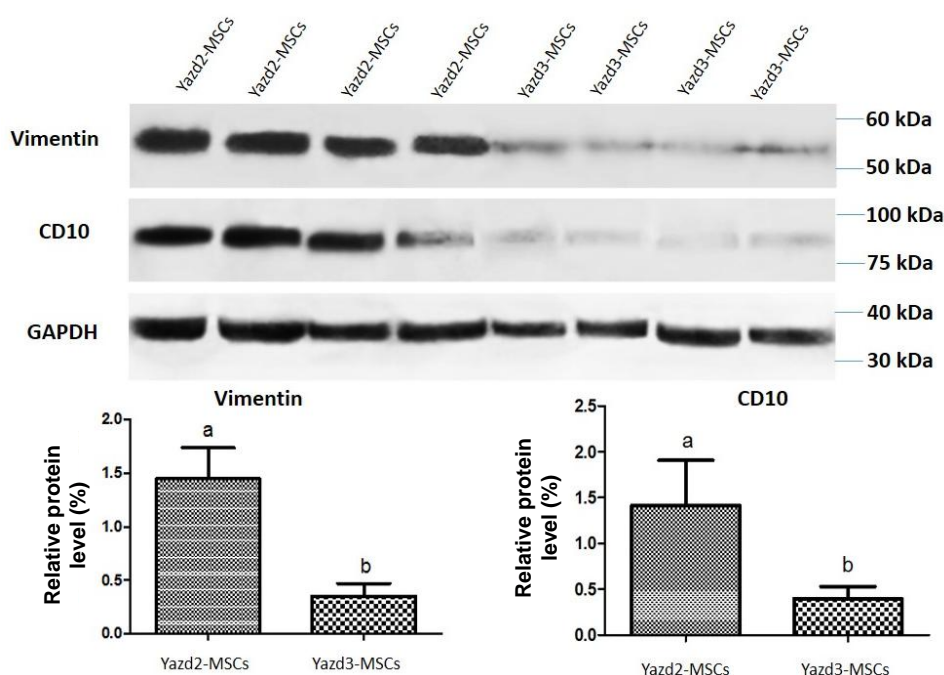 Yazd2-MSCs
Yazd2-MSCs
Yazd2-MSCs
Yazd2-MSCs
Yazd3-MSCs
Yazd3-MSCs
Yazd3-MSCs
Yazd3-MSCs
Vimentin
60 kDa
50 kDa
CD10
100 kDa
75 kDa
GAPDH
40 kDa
30 kDa
Vimentin
Relative protein
level (%)
2.0
1.5
1.0
0.5
0.0
a
b
Yazd2-MSCs
Yazd3-MSCs
CD10
Relative protein
level (%)
2.5
2.0
1.5
1.0
0.5
0.0
a
b
Yazd2-MSCs
Yazd3-MSCs